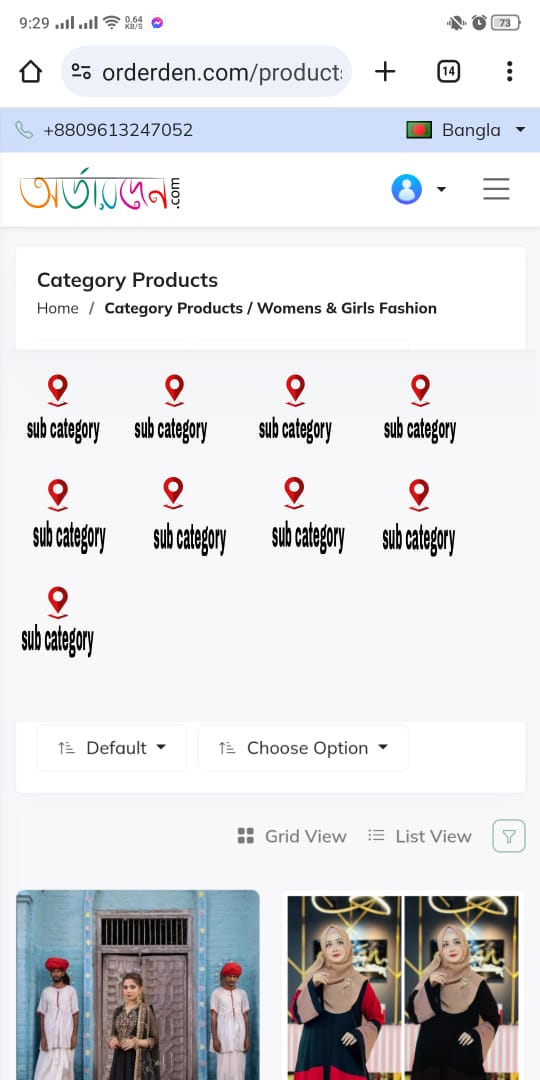 9:29 0.64 KB/S 73
orderden.com/product
14
+8809613247052 Bangla
অর্ডারদেন.com
Category Products
Home / Category Products / Womens & Girls Fashion
sub category sub category sub category sub category
sub category sub category sub category sub category
sub category
Default Choose Option
Grid View List View